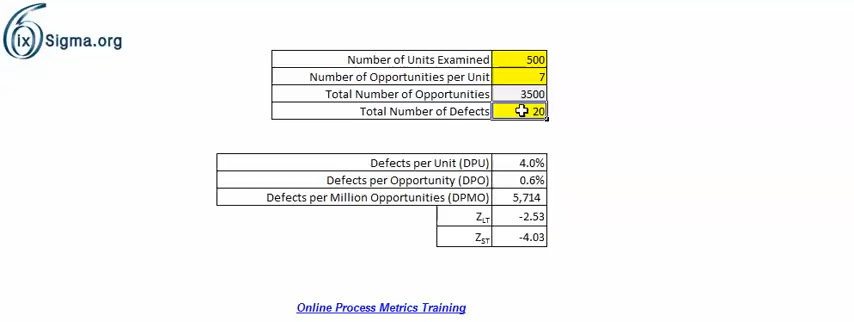 6ixSigma.org
Number of Units Examined 500
Number of Opportunities per Unit 7
Total Number of Opportunities 3500
Total Number of Defects 20
Defects per Unit (DPU) 4.0%
Defects per Opportunity (DPO) 0.6%
Defects per Million Opportunities (DPMO) 5,714
ZLT -2.53
ZST -4.03
Online Process Metrics Training